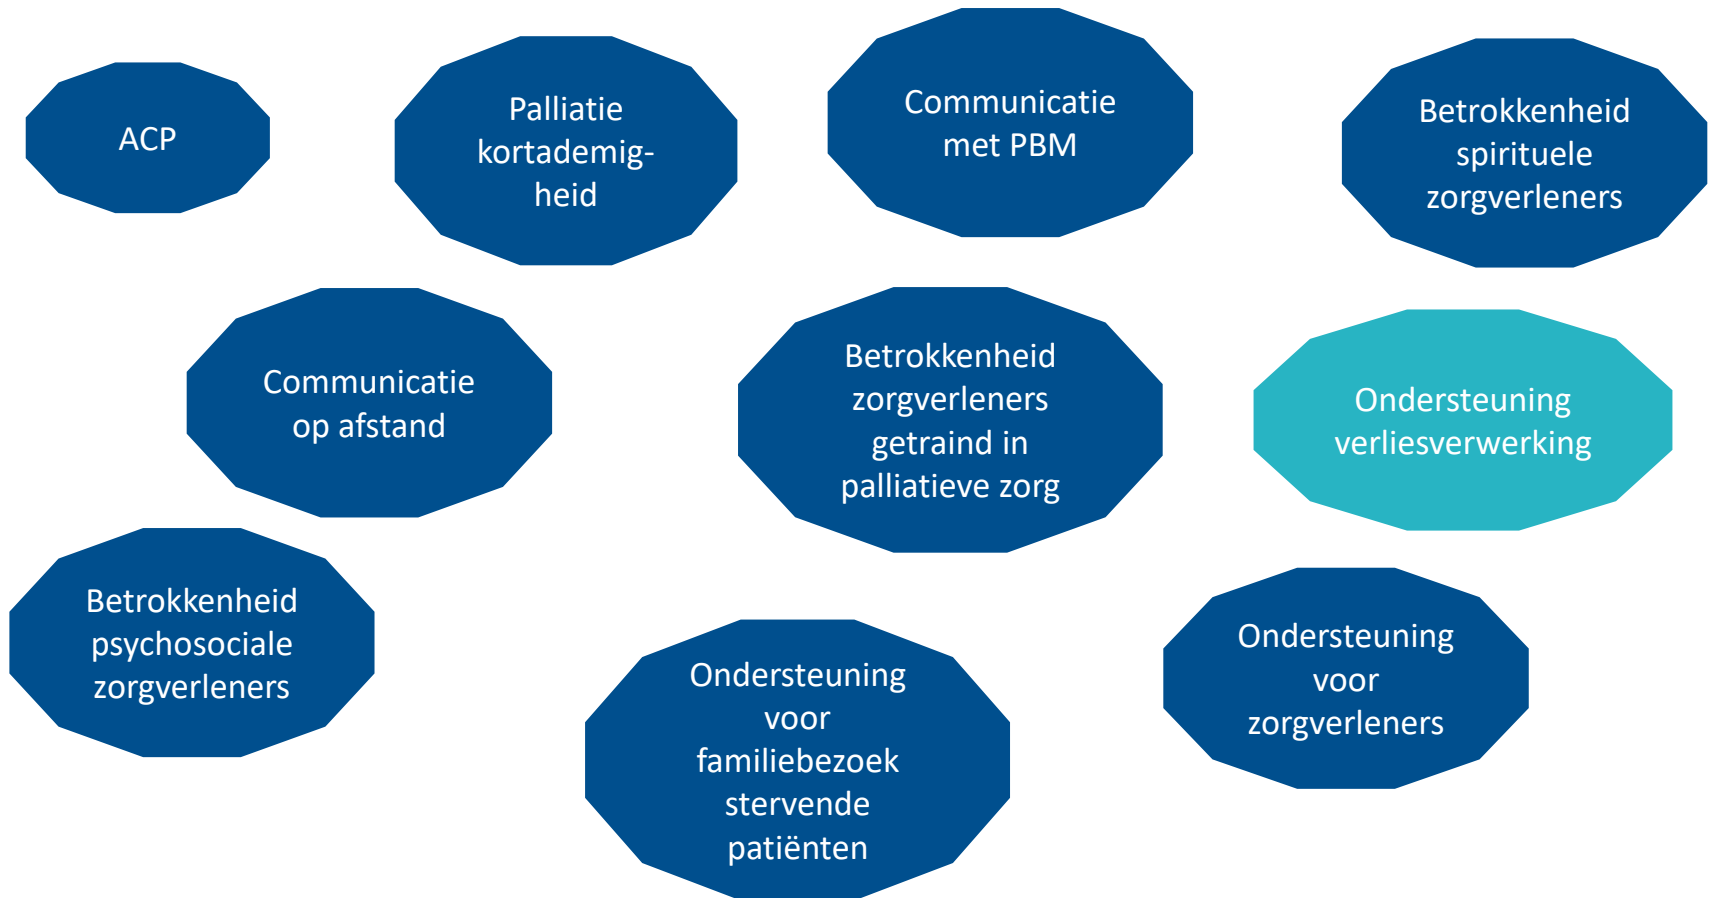 ACP
Palliatie
kortademig-
heid
Communicatie
met PBM
Betrokkenheid
spirituele
zorgverleners
Communicatie
op afstand
Betrokkenheid
zorgverleners
getraind in
palliatieve zorg
Ondersteuning
verliesverwerking
Betrokkenheid
psychosociale
zorgverleners
Ondersteuning
voor
familiebezoek
stervende
patiënten
Ondersteuning
voor
zorgverleners